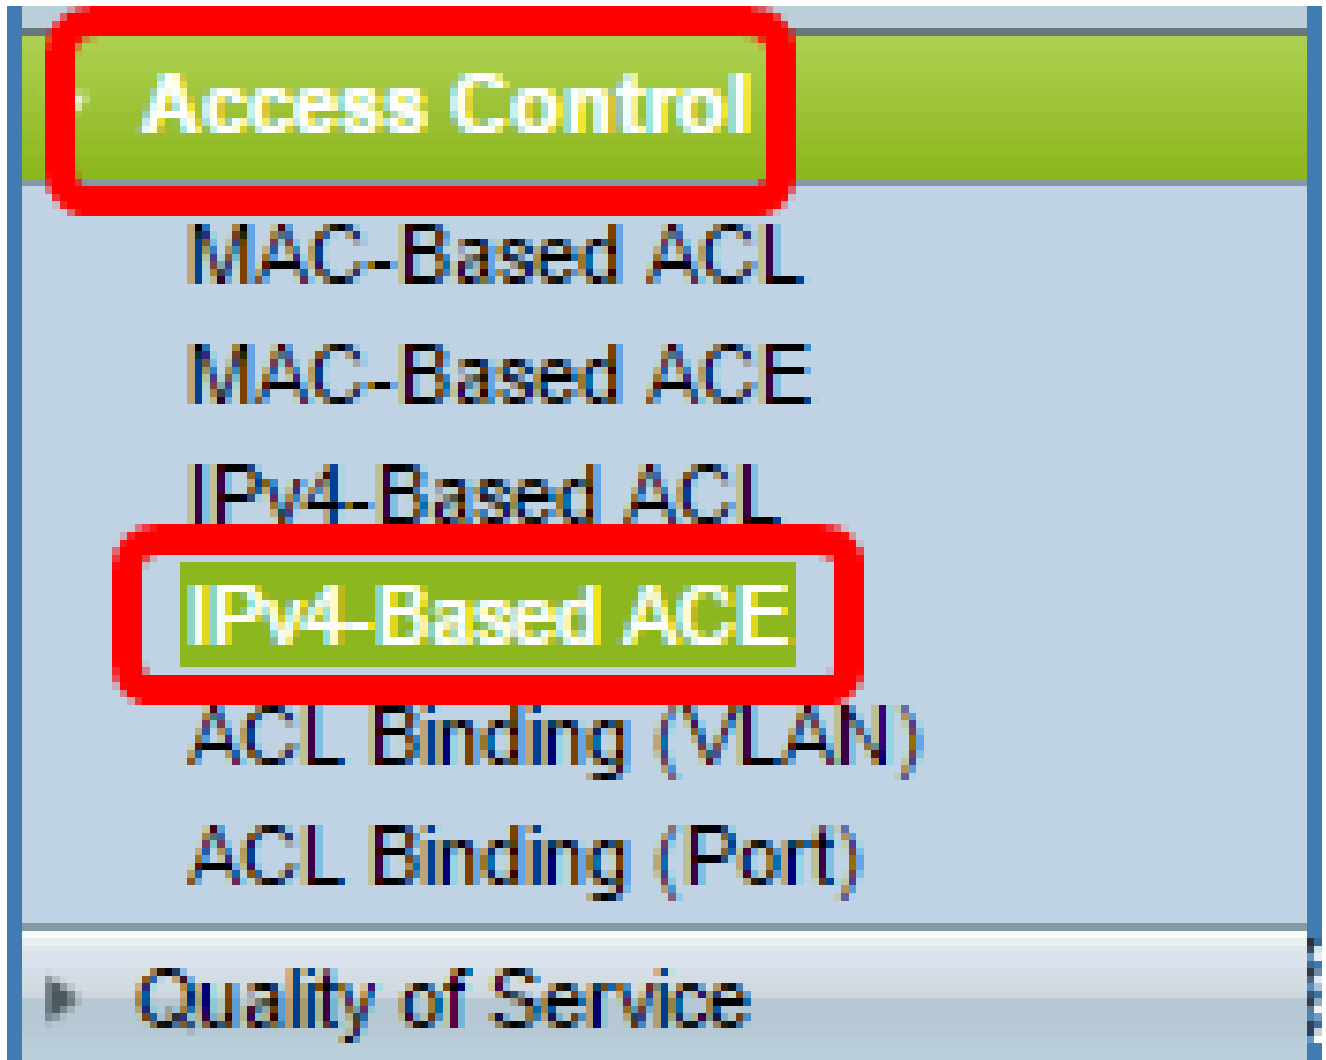 Access Control
MAC-Based ACL
MAC-Based ACE
IPv4-Based ACL
IPv4-Based ACE
ACL Binding (VLAN)
ACL Binding (Port)
Quality of Service